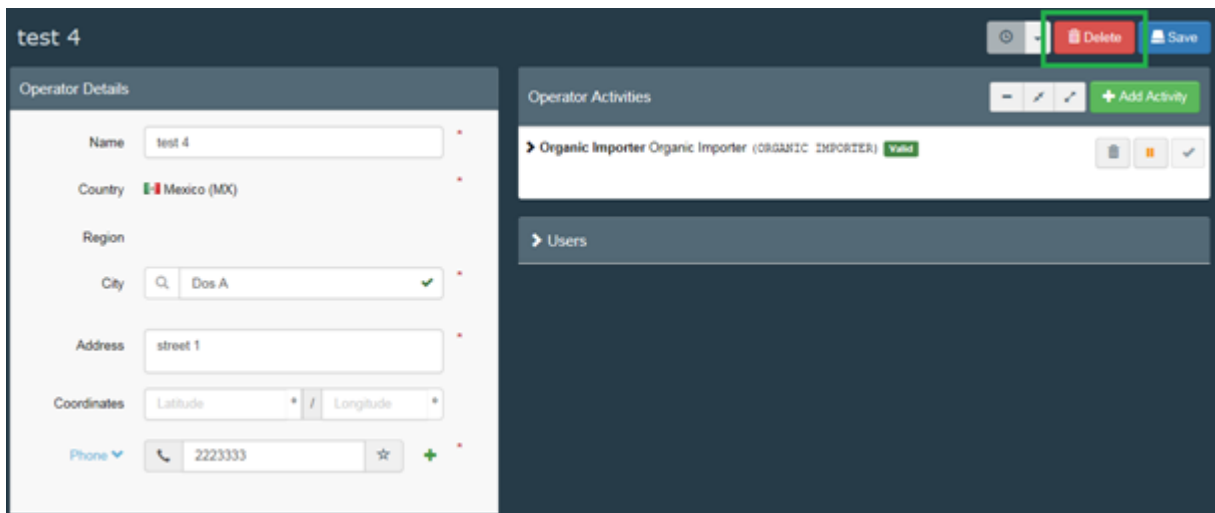 test 4
Delete
Save
Operator Details
Name
test 4
*
Country
Mexico (MX)
*
Region
City
Dos A
*
Address
street 1
*
Coordinates
Latitude
°
/
Longitude
°
Phone
2223333
*
Operator Activities
Add Activity
Organic Importer Organic Importer (ORGANIC IMPORTER) Valid
Users